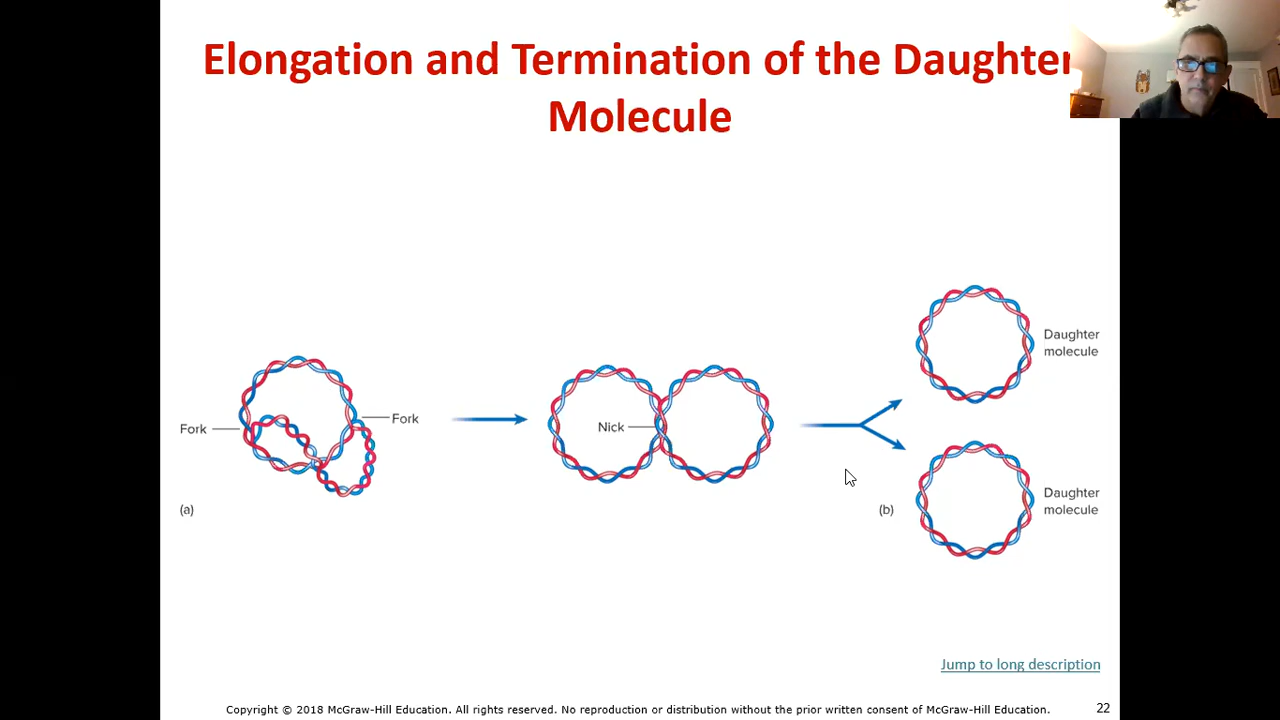 Elongation and Termination of the Daughter
Molecule
Fork
Fork
(a)
Nick
Daughter
molecule
Daughter
molecule
(b)
Jump to long description
Copyright © 2018 McGraw-Hill Education. All rights reserved. No reproduction or distribution without the prior written consent of McGraw-Hill Education.
22